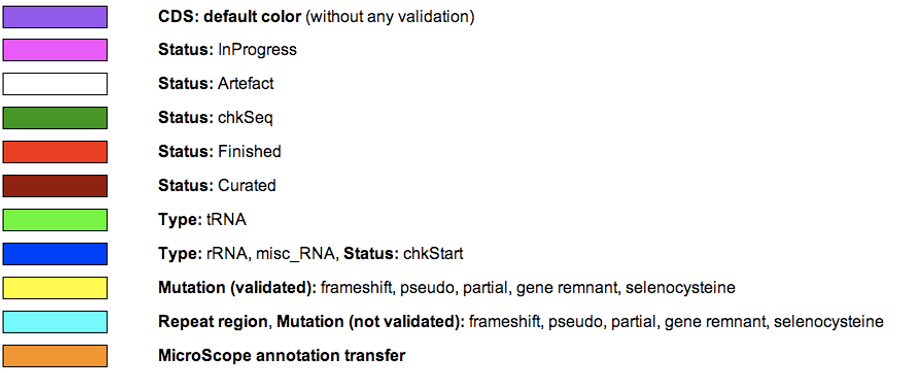 CDS: default color (without any validation)
Status: InProgress
Status: Artefact
Status: chkSeq
Status: Finished
Status: Curated
Type: tRNA
Type: rRNA, misc_RNA, Status: chkStart
Mutation (validated): frameshift, pseudo, partial, gene remnant, selenocysteine
Repeat region, Mutation (not validated): frameshift, pseudo, partial, gene remnant, selenocysteine
MicroScope annotation transfer